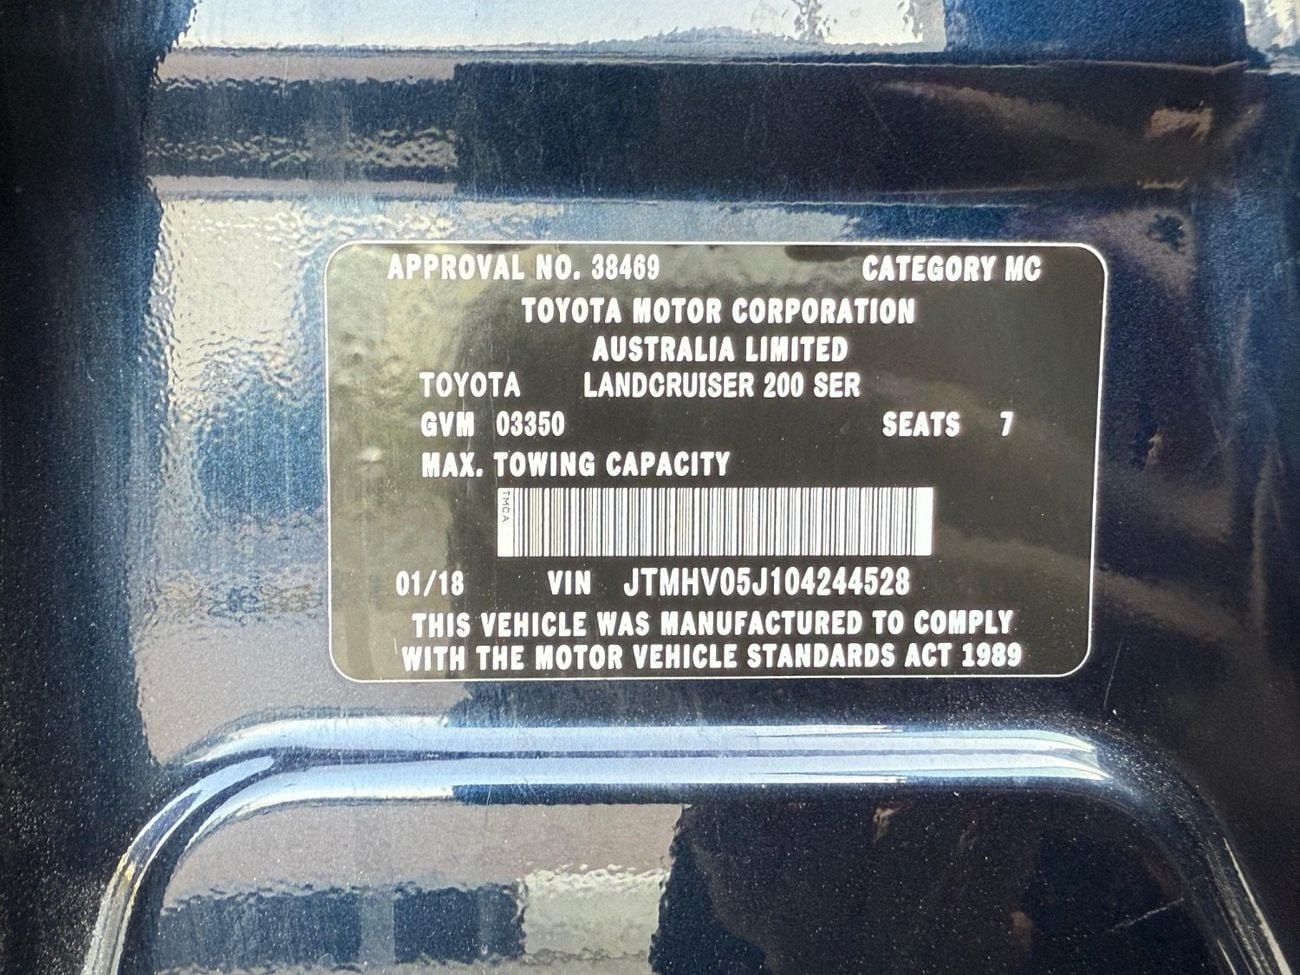 APPROVAL NO. 38469 CATEGORY MC
TOYOTA MOTOR CORPORATION
AUSTRALIA LIMITED
TOYOTA LANDCRUISER 200 SER
GVM 03350 SEATS 7
MAX. TOWING CAPACITY
TMCA
01/18 VIN JTMHV05J104244528
THIS VEHICLE WAS MANUFACTURED TO COMPLY
WITH THE MOTOR VEHICLE STANDARDS ACT 1989